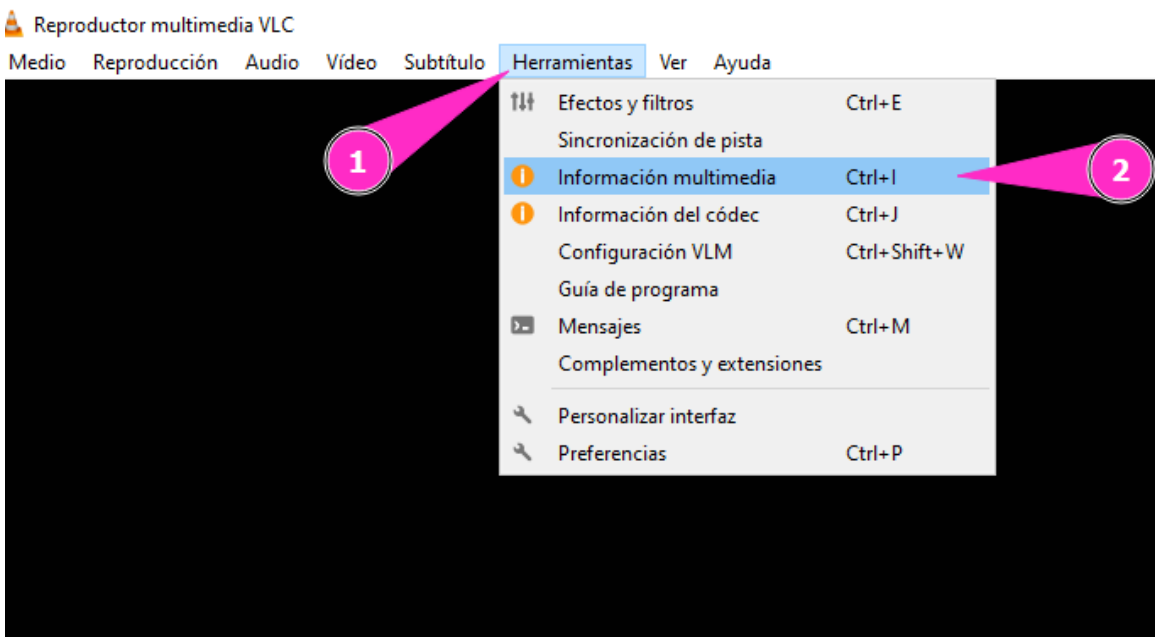 Reproductor multimedia VLC
Medio Reproducción Audio Vídeo Subtítulo Herramientas Ver Ayuda
Efectos y filtros Ctrl+E
Sincronización de pista
1
Información multimedia Ctrl+I
2
Información del códec Ctrl+J
Configuración VLM Ctrl+Shift+W
Guía de programa
Mensajes Ctrl+M
Complementos y extensiones
Personalizar interfaz
Preferencias Ctrl+P